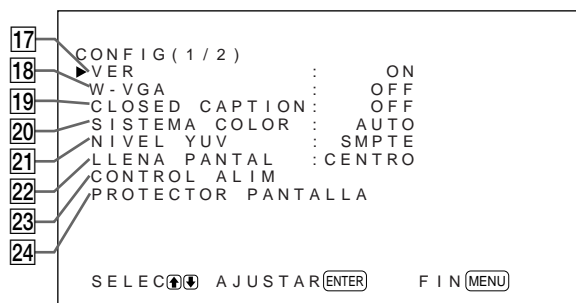 CONFIG(1/2)
17 ▶VER : ON
18 W-VGA : OFF
19 CLOSED CAPTION: OFF
20 SISTEMA COLOR : AUTO
21 NIVEL YUV : SMPTE
22 LLENA PANTAL :CENTRO
23 CONTROL ALIM
24 PROTECTOR PANTALLA
SELEC⬆⬇ AJUSTAR ENTER FIN MENU